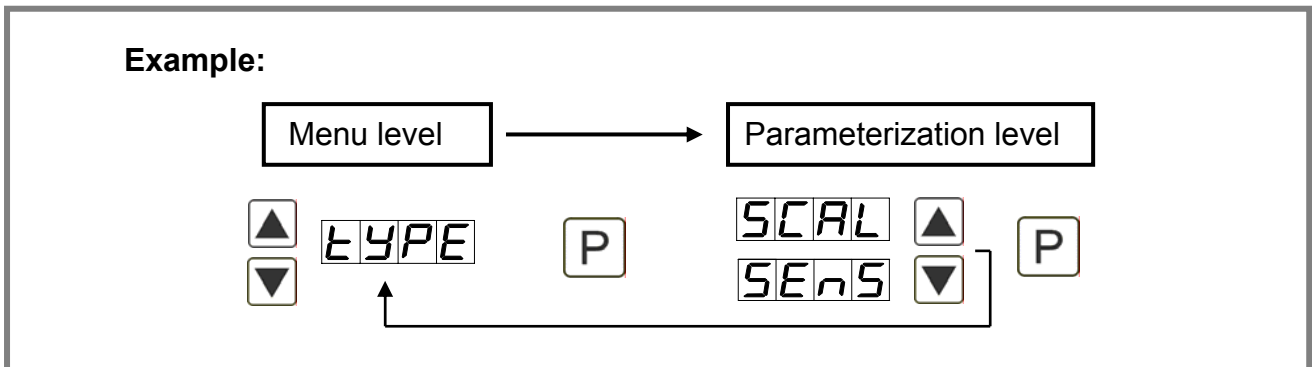 Example:
Menu level
Parameterization level
tYPE
P
SCAL
SEnS
P